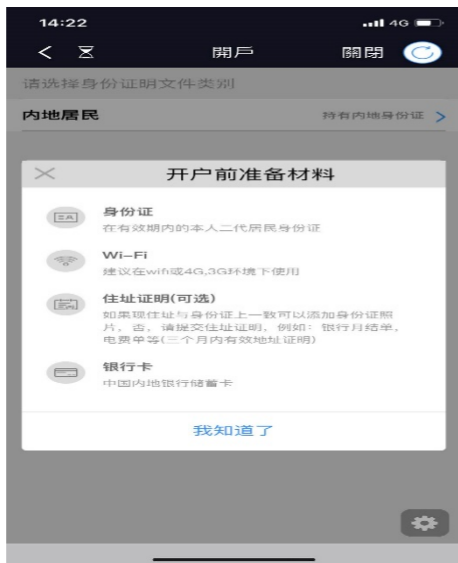 14:22
4G
開戶
關閉
请选择身份证明文件类别
内地居民
持有内地身份证
开户前准备材料
身份证
在有效期内的本人二代居民身份证
Wi-Fi
建议在wifi或4G,3G环境下使用
住址证明(可选)
如果现住址与身份证上一致可以添加身份证照
片，否，请提交住址证明，例如：银行月结单，
电费单等(三个月内有效地址证明)
银行卡
中国内地银行储蓄卡
我知道了